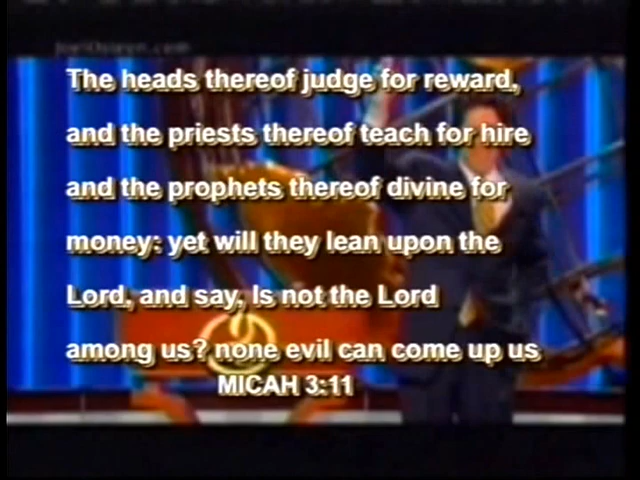 The heads thereof judge for reward,
and the priests thereof teach for hire
and the prophets thereof divine for
money: yet will they lean upon the
Lord, and say, Is not the Lord
among us? none evil can come up us
MICAH 3:11